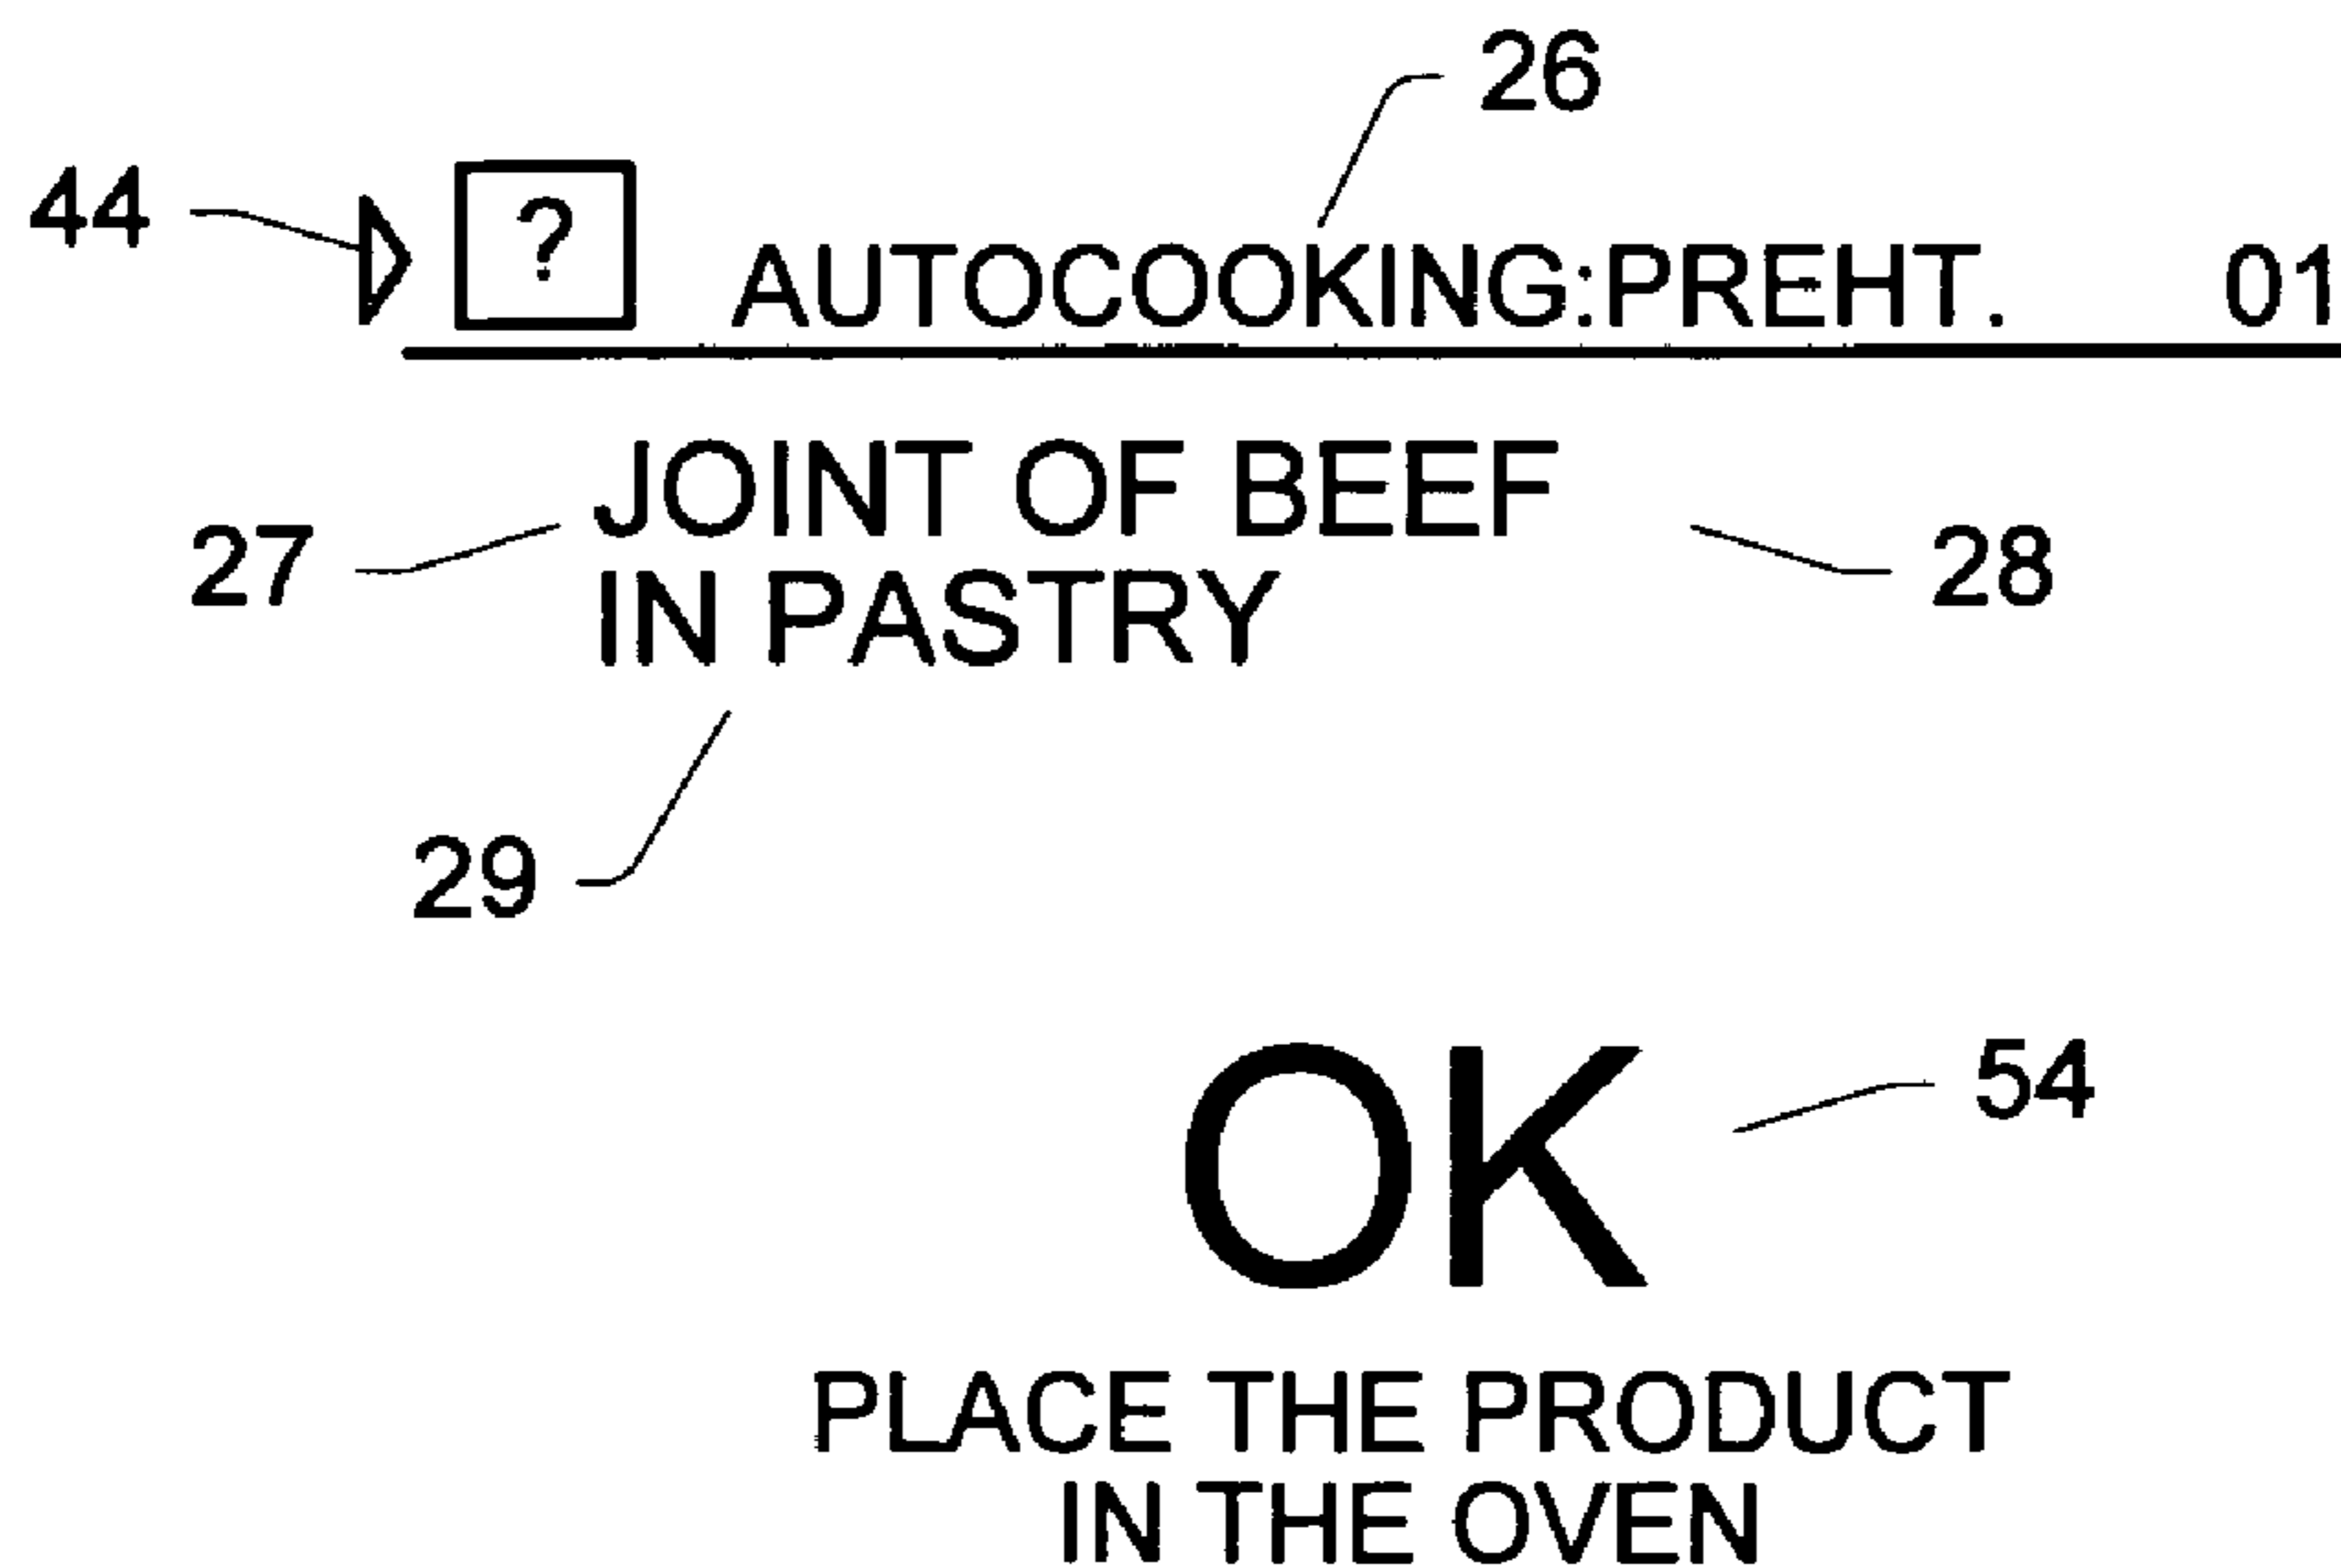 26
44 ? AUTOCOOKING:PREHT. 01
JOINT OF BEEF
27 28
IN PASTRY
29
OK
54
PLACE THE PRODUCT
IN THE OVEN